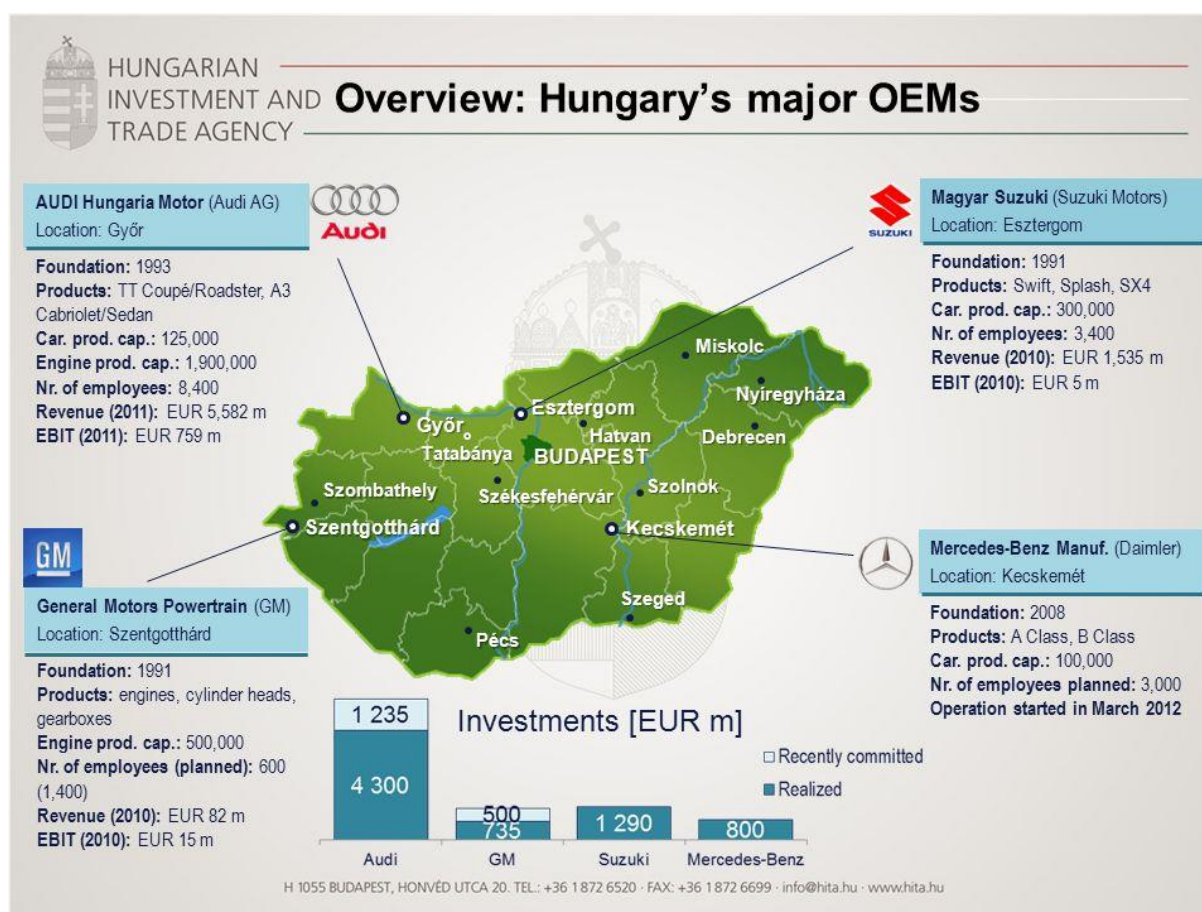 HUNGARIAN
INVESTMENT AND
TRADE AGENCY
Overview: Hungary's major OEMs
AUDI Hungaria Motor (Audi AG)
Location: Győr
Audi
Foundation: 1993
Products: TT Coupé/Roadster, A3
Cabriolet/Sedan
Car. prod. cap.: 125,000
Engine prod. cap.: 1,900,000
Nr. of employees: 8,400
Revenue (2011): EUR 5,582 m
EBIT (2011): EUR 759 m
SUZUKI
Magyar Suzuki (Suzuki Motors)
Location: Esztergom
Foundation: 1991
Products: Swift, Splash, SX4
Car. prod. cap.: 300,000
Nr. of employees: 3,400
Revenue (2010): EUR 1,535 m
EBIT (2010): EUR 5 m
Miskolc
Nyiregyháza
Esztergom
Győr
Hatvan
Debrecen
Tatabánya
BUDAPEST
Szombathely
Székesfehérvár
Szolnok
Szentgotthárd
Kecskemét
Szeged
Pécs
GM
General Motors Powertrain (GM)
Location: Szentgotthárd
Foundation: 1991
Products: engines, cylinder heads,
gearboxes
Engine prod. cap.: 500,000
Nr. of employees (planned): 600
(1,400)
Revenue (2010): EUR 82 m
EBIT (2010): EUR 15 m
Mercedes-Benz Manuf. (Daimler)
Location: Kecskemét
Foundation: 2008
Products: A Class, B Class
Car. prod. cap.: 100,000
Nr. of employees planned: 3,000
Operation started in March 2012
Investments [EUR m]
Recently committed
Realized
1 235
4 300
500
735
1 290
800
Audi
GM
Suzuki
Mercedes-Benz
H 1055 BUDAPEST, HONVÉD UTCA 20. TEL.: +36 1 872 6520 · FAX: +36 1 872 6699 · info@hita.hu · www.hita.hu